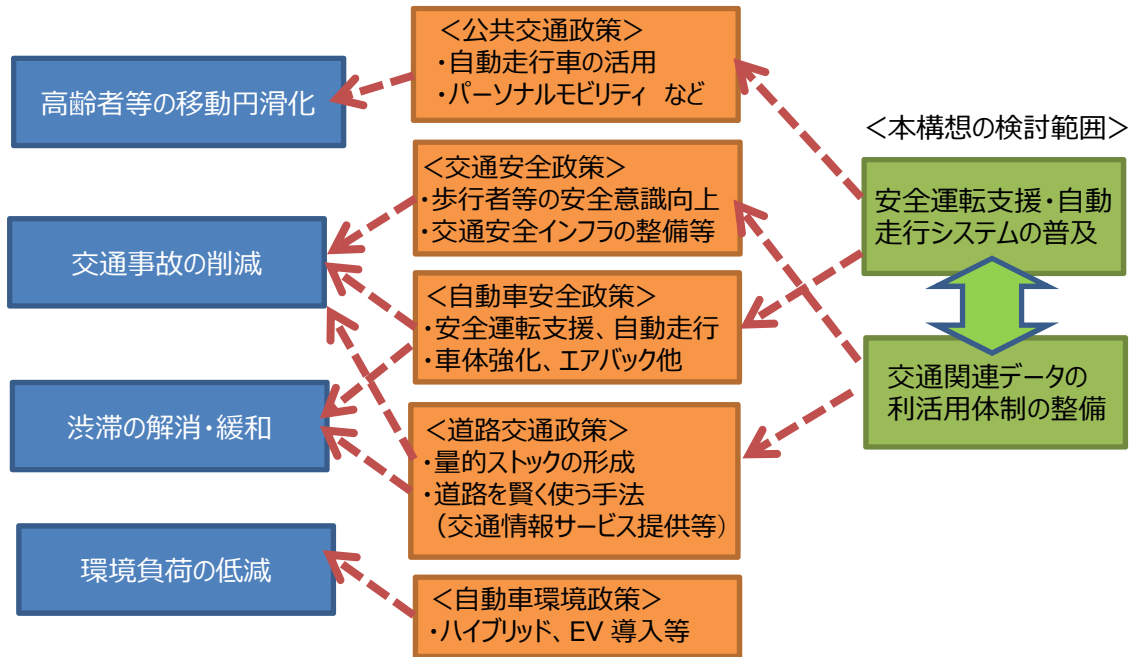 高齢者等の移動円滑化
交通事故の削減
渋滞の解消・緩和
環境負荷の低減
＜公共交通政策＞
・自動走行車の活用
・パーソナルモビリティ など
＜交通安全政策＞
・歩行者等の安全意識向上
・交通安全インフラの整備等
＜自動車安全政策＞
・安全運転支援、自動走行
・車体強化、エアバック他
＜道路交通政策＞
・量的ストックの形成
・道路を賢く使う手法
（交通情報サービス提供等）
＜自動車環境政策＞
・ハイブリッド、EV 導入等
＜本構想の検討範囲＞
安全運転支援・自動
走行システムの普及
交通関連データの
利活用体制の整備